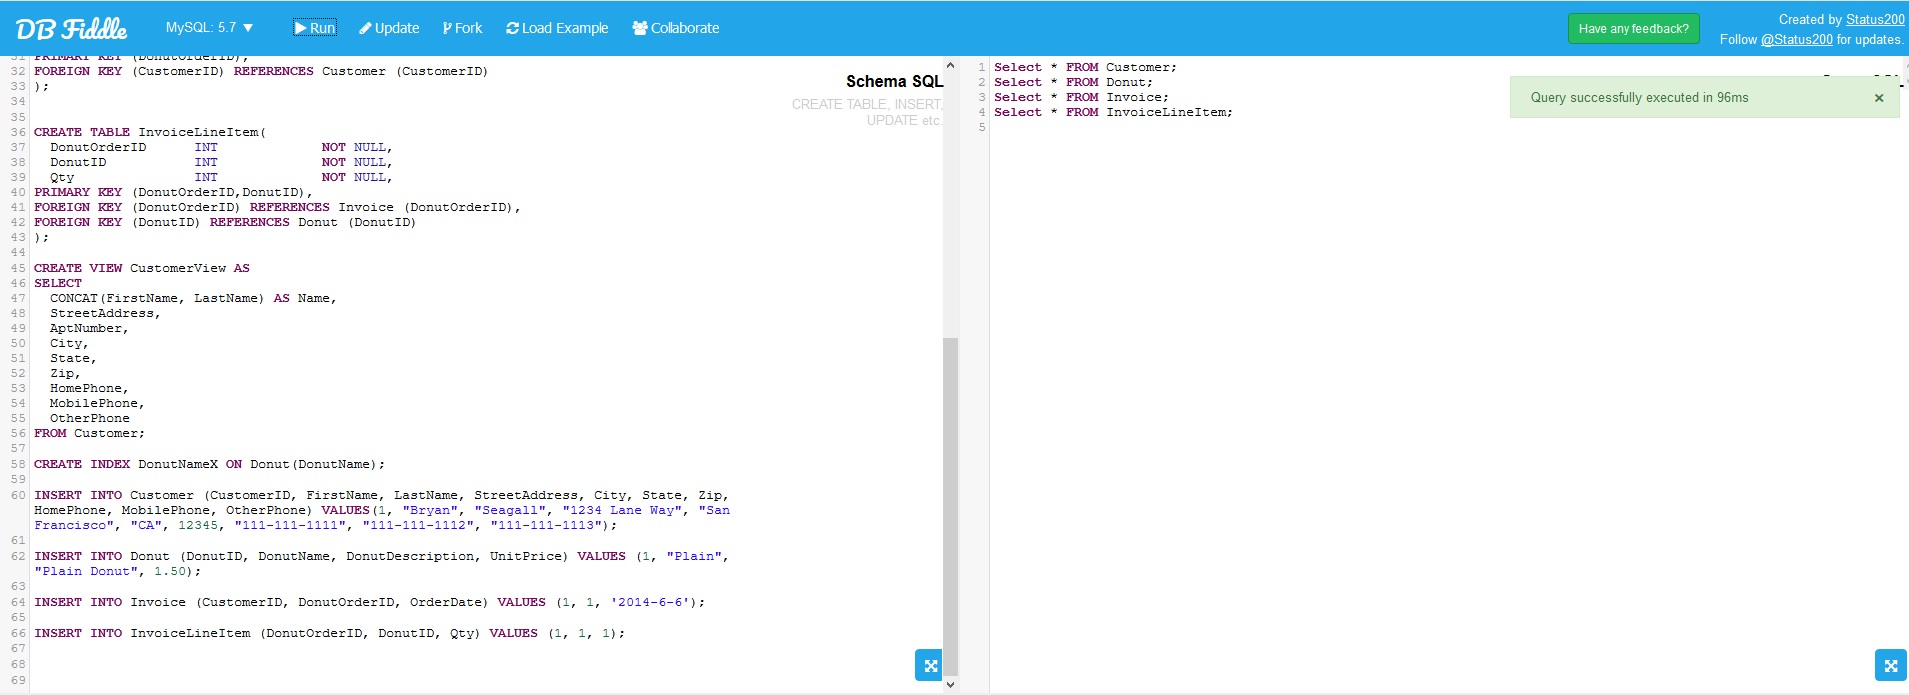 DB Fiddle
MySQL: 5.7 ▼
Run
Update
Fork
Load Example
Collaborate
Have any feedback?
Created by Status200
Follow @Status200 for updates.
31 PRIMARY KEY (DonutOrderID),
32 FOREIGN KEY (CustomerID) REFERENCES Customer (CustomerID)
33 );
34
35
36 CREATE TABLE InvoiceLineItem(
37 DonutOrderID INT NOT NULL,
38 DonutID INT NOT NULL,
39 Qty INT NOT NULL,
40 PRIMARY KEY (DonutOrderID,DonutID),
41 FOREIGN KEY (DonutOrderID) REFERENCES Invoice (DonutOrderID),
42 FOREIGN KEY (DonutID) REFERENCES Donut (DonutID)
43 );
44
45 CREATE VIEW CustomerView AS
46 SELECT
47 CONCAT(FirstName, LastName) AS Name,
48 StreetAddress,
49 AptNumber,
50 City,
51 State,
52 Zip,
53 HomePhone,
54 MobilePhone,
55 OtherPhone
56 FROM Customer;
57
58 CREATE INDEX DonutNameX ON Donut(DonutName);
59
60 INSERT INTO Customer (CustomerID, FirstName, LastName, StreetAddress, City, State, Zip,
HomePhone, MobilePhone, OtherPhone) VALUES(1, "Bryan", "Seagall", "1234 Lane Way", "San
Francisco", "CA", 12345, "111-111-1111", "111-111-1112", "111-111-1113");
61
62 INSERT INTO Donut (DonutID, DonutName, DonutDescription, UnitPrice) VALUES (1, "Plain",
"Plain Donut", 1.50);
63
64 INSERT INTO Invoice (CustomerID, DonutOrderID, OrderDate) VALUES (1, 1, '2014-6-6');
65
66 INSERT INTO InvoiceLineItem (DonutOrderID, DonutID, Qty) VALUES (1, 1, 1);
67
68
69
Schema SQL
CREATE TABLE, INSERT,
UPDATE etc.
1 Select * FROM Customer;
2 Select * FROM Donut;
3 Select * FROM Invoice;
4 Select * FROM InvoiceLineItem;
5
Query successfully executed in 96ms ×